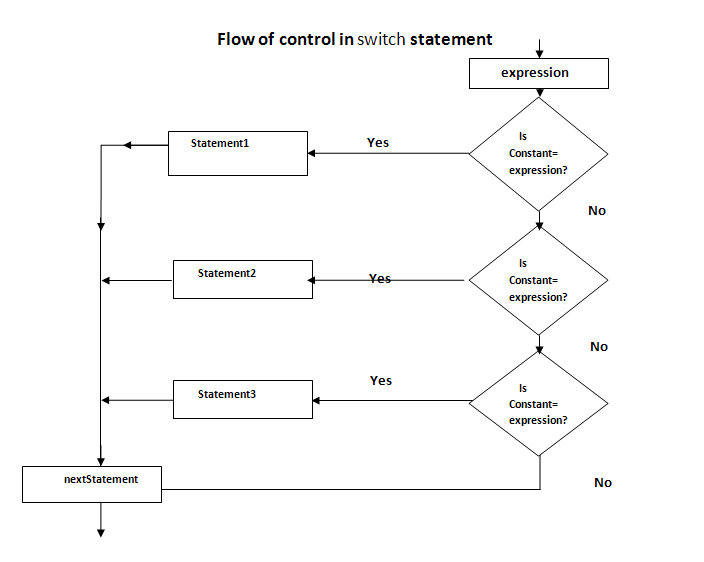 Flow of control in switch statement
expression
Is
Constant=
expression?
Yes
Statement1
No
Is
Constant=
expression?
Yes
Statement2
No
Is
Constant=
expression?
Yes
Statement3
No
nextStatement